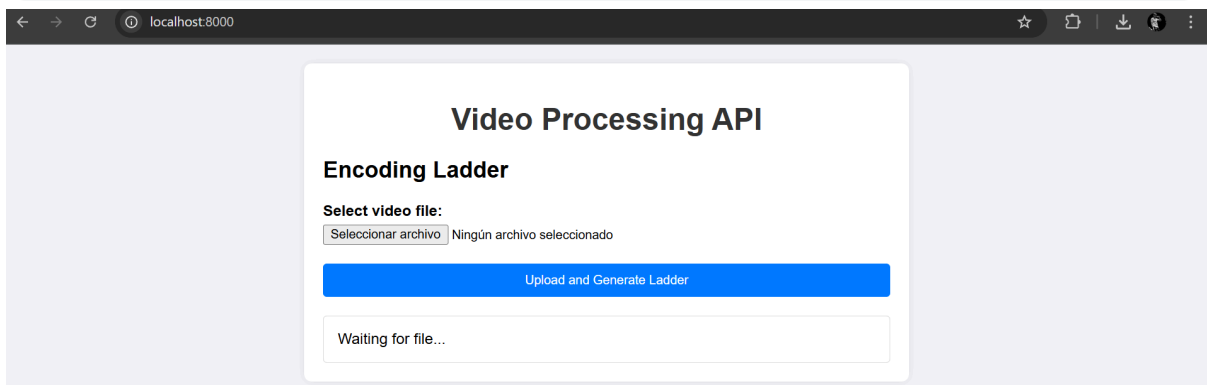 localhost:8000
Video Processing API
Encoding Ladder
Select video file:
Seleccionar archivo Ningún archivo seleccionado
Upload and Generate Ladder
Waiting for file...